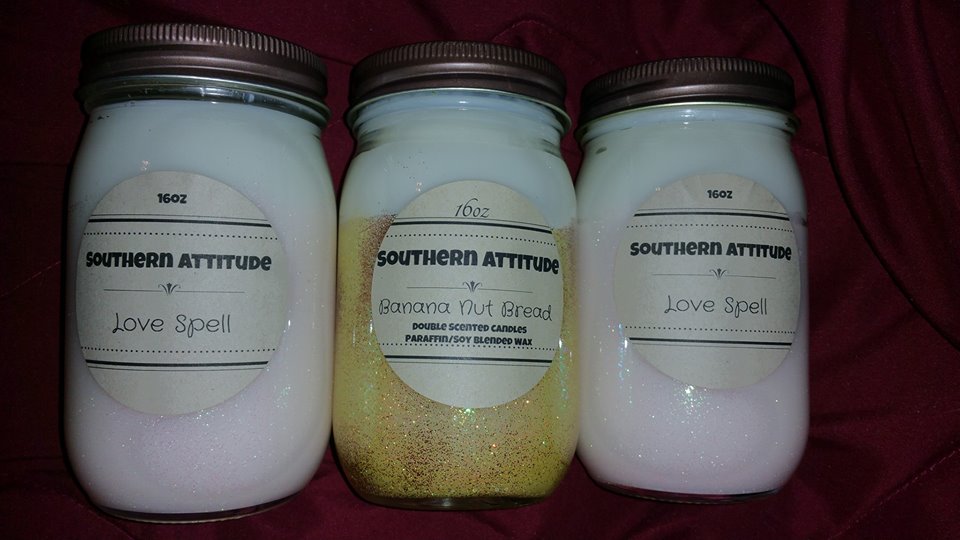 16oz
Southern Attitude
Love Spell
16oz
Southern Attitude
Banana Nut Bread
Double Scented Candles
Paraffin/Soy Blended Wax
16oz
Southern Attitude
Love Spell